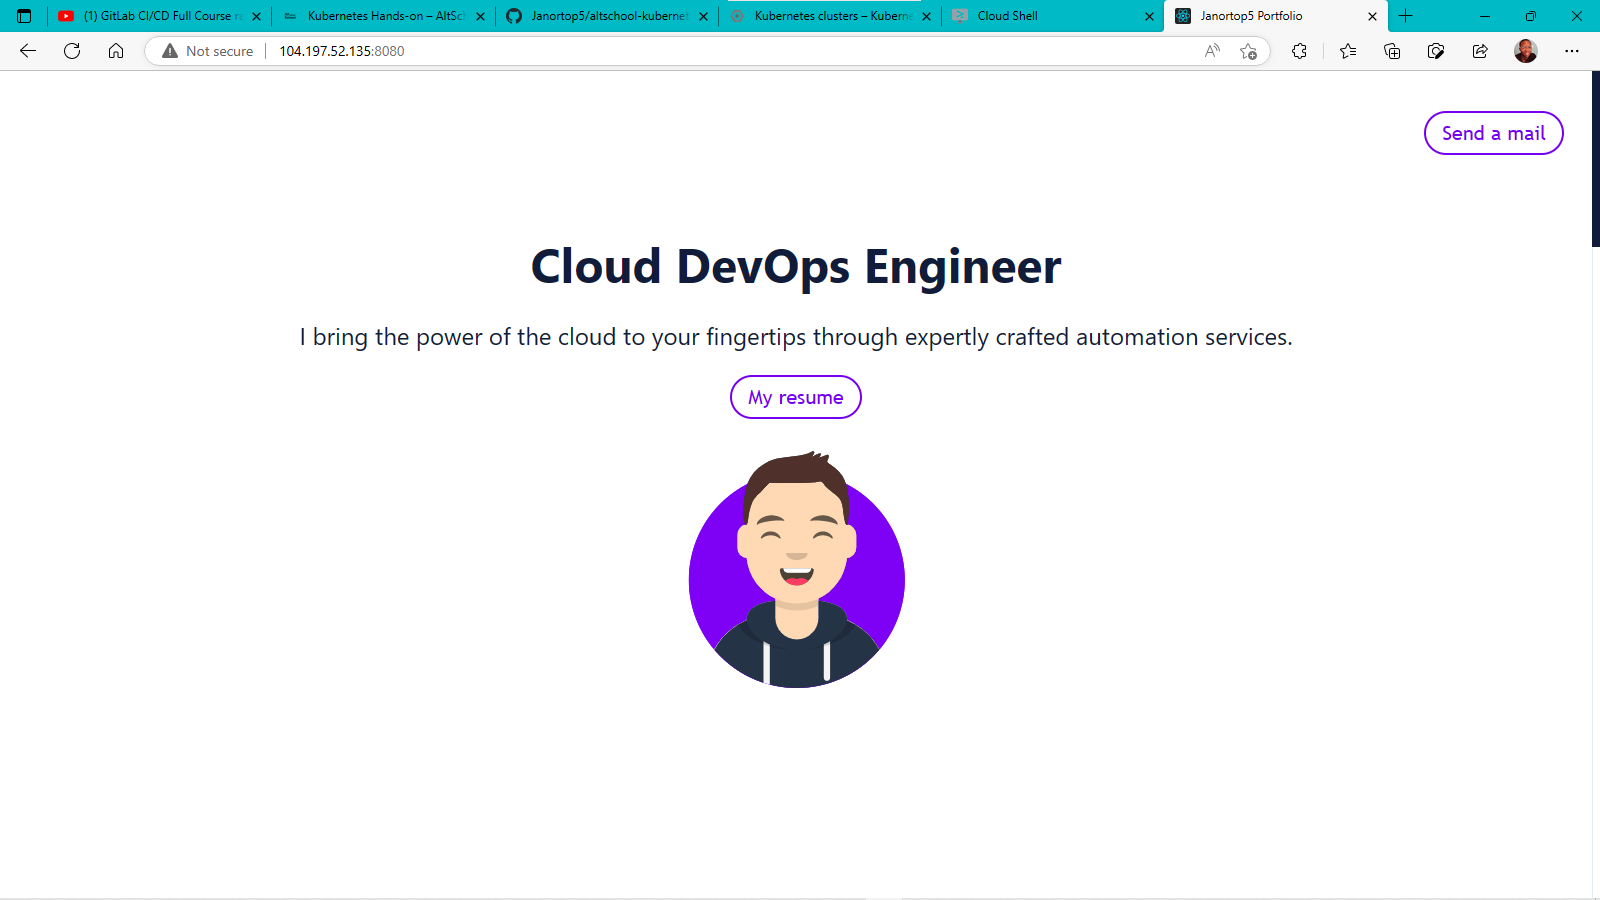 (1) GitLab CI/CD Full Course re
Kubernetes Hands-on – AltSch
Janortop5/altschool-kubernet
Kubernetes clusters – Kuberne
Cloud Shell
Janortop5 Portfolio
Not secure
104.197.52.135:8080
Send a mail
Cloud DevOps Engineer
I bring the power of the cloud to your fingertips through expertly crafted automation services.
My resume